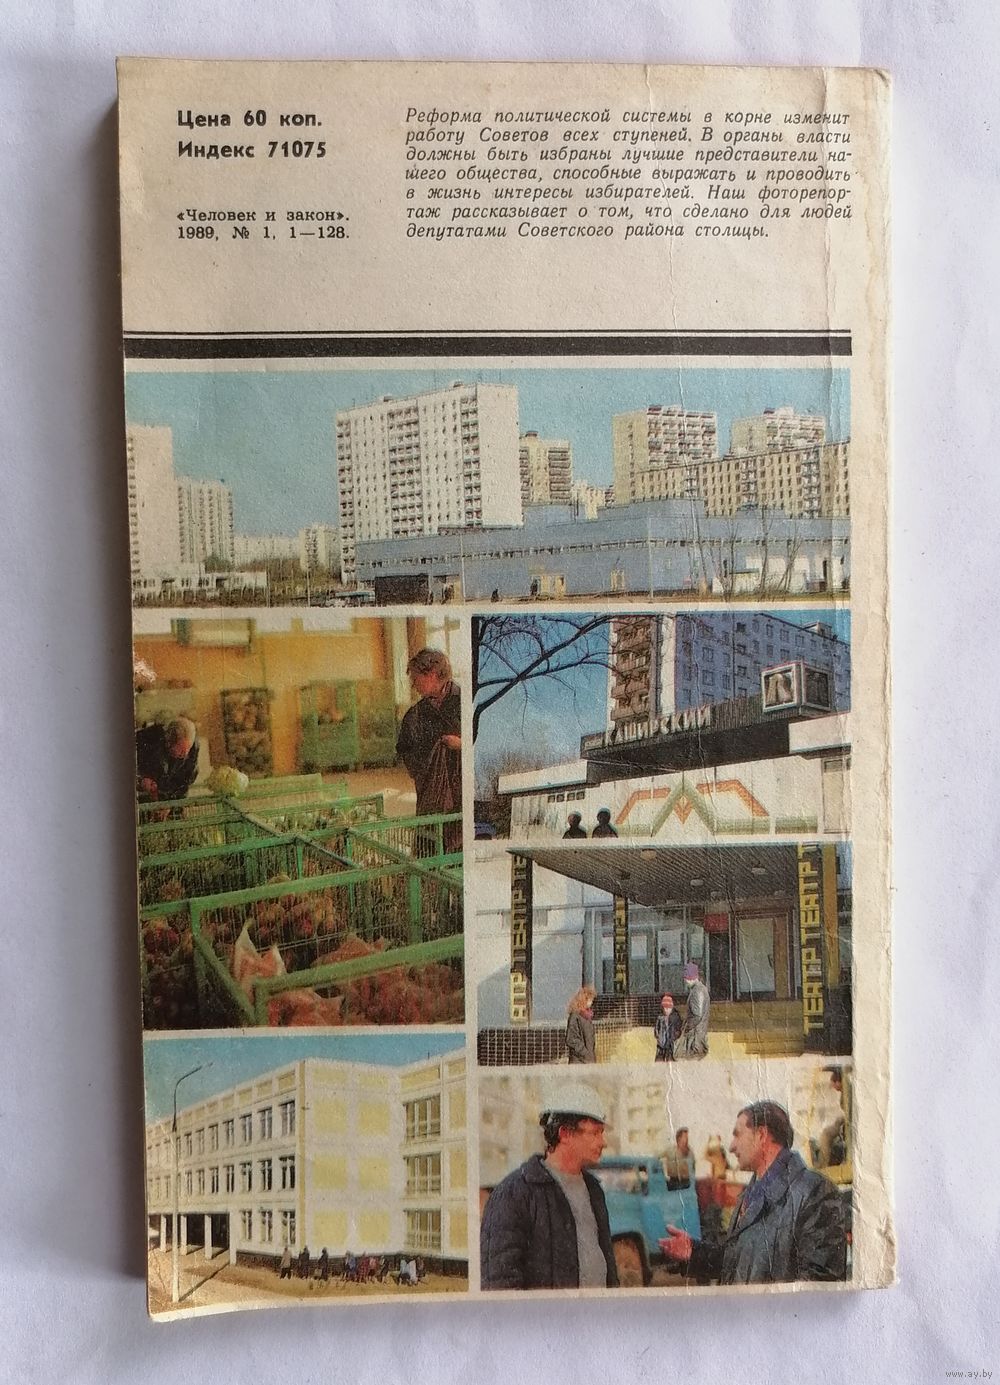 Цена 60 коп.
Индекс 71075
«Человек и закон».
1989, № 1, 1—128.
Реформа политической системы в корне изменит
работу Советов всех ступеней. В органы власти
должны быть избраны лучшие представители на-
шего общества, способные выражать и проводить
в жизнь интересы избирателей. Наш фоторепор-
таж рассказывает о том, что сделано для людей
депутатами Советского района столицы.
КАШИРСКИЙ
ТЕАТР ТЕАТР Т
www.ay.by